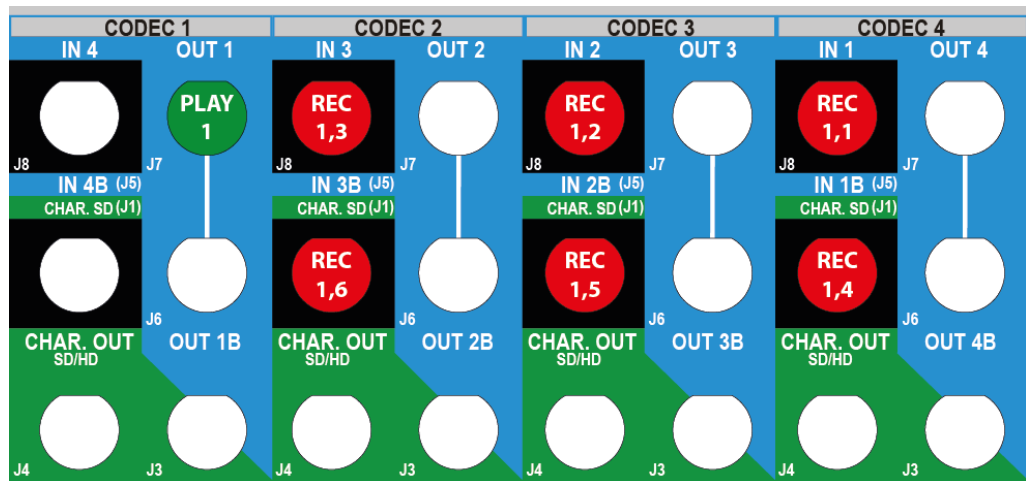 CODEC 1 CODEC 2 CODEC 3 CODEC 4
IN 4 OUT 1 IN 3 OUT 2 IN 2 OUT 3 IN 1 OUT 4
PLAY REC REC REC
1 1,3 1,2 1,1
J8 J7 J8 J7 J8 J7 J8 J7
IN 4B (J5) IN 3B (J5) IN 2B (J5) IN 1B (J5)
CHAR. SD (J1) CHAR. SD (J1) CHAR. SD (J1) CHAR. SD (J1)
REC REC REC
1,6 1,5 1,4
J6 J6 J6 J6
CHAR. OUT OUT 1B CHAR. OUT OUT 2B CHAR. OUT OUT 3B CHAR. OUT OUT 4B
SD/HD SD/HD SD/HD SD/HD
J4 J3 J4 J3 J4 J3 J4 J3